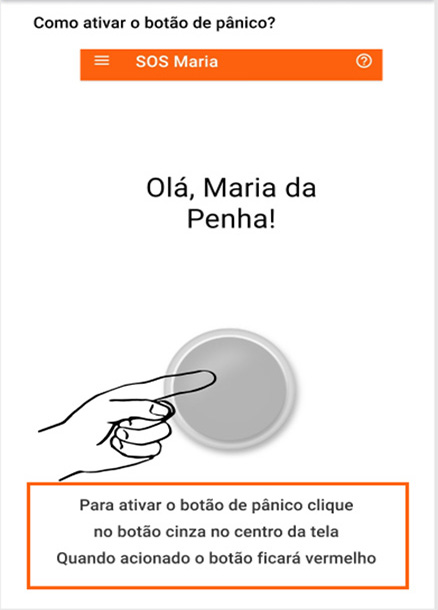 Como ativar o botão de pânico?
SOS Maria
Olá, Maria da
Penha!
Para ativar o botão de pânico clique
no botão cinza no centro da tela
Quando acionado o botão ficará vermelho